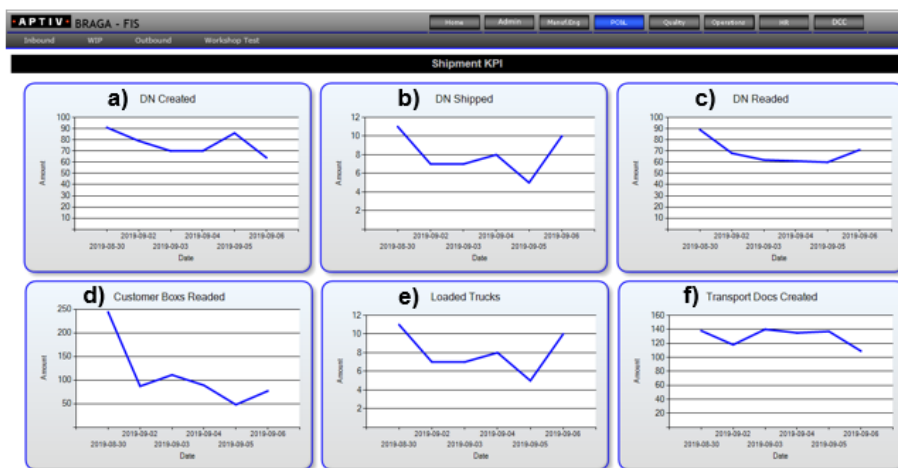 • A P T I V • BRAGA - FIS
Home Admin Manuf.Eng PC&L Quality Operations HR DCC
Inbound WIP Outbound Workshop Test
Shipment KPI
a) DN Created
100
90
80
70
60
50
40
30
20
10
Amount
2019-09-02 2019-09-04 2019-09-06
2019-08-30 2019-09-03 2019-09-05
Date
b) DN Shipped
12
10
8
6
4
2
Amount
2019-09-02 2019-09-04 2019-09-06
2019-08-30 2019-09-03 2019-09-05
Date
c) DN Readed
100
90
80
70
60
50
40
30
20
10
Amount
2019-09-02 2019-09-04 2019-09-06
2019-08-30 2019-09-03 2019-09-05
Date
d) Customer Boxs Readed
250
200
150
100
50
Amount
2019-09-02 2019-09-04 2019-09-06
2019-08-30 2019-09-03 2019-09-05
Date
e) Loaded Trucks
12
10
8
6
4
2
Amount
2019-09-02 2019-09-04 2019-09-06
2019-08-30 2019-09-03 2019-09-05
Date
f) Transport Docs Created
160
140
120
100
80
60
40
20
Amount
2019-09-02 2019-09-04 2019-09-06
2019-08-30 2019-09-03 2019-09-05
Date